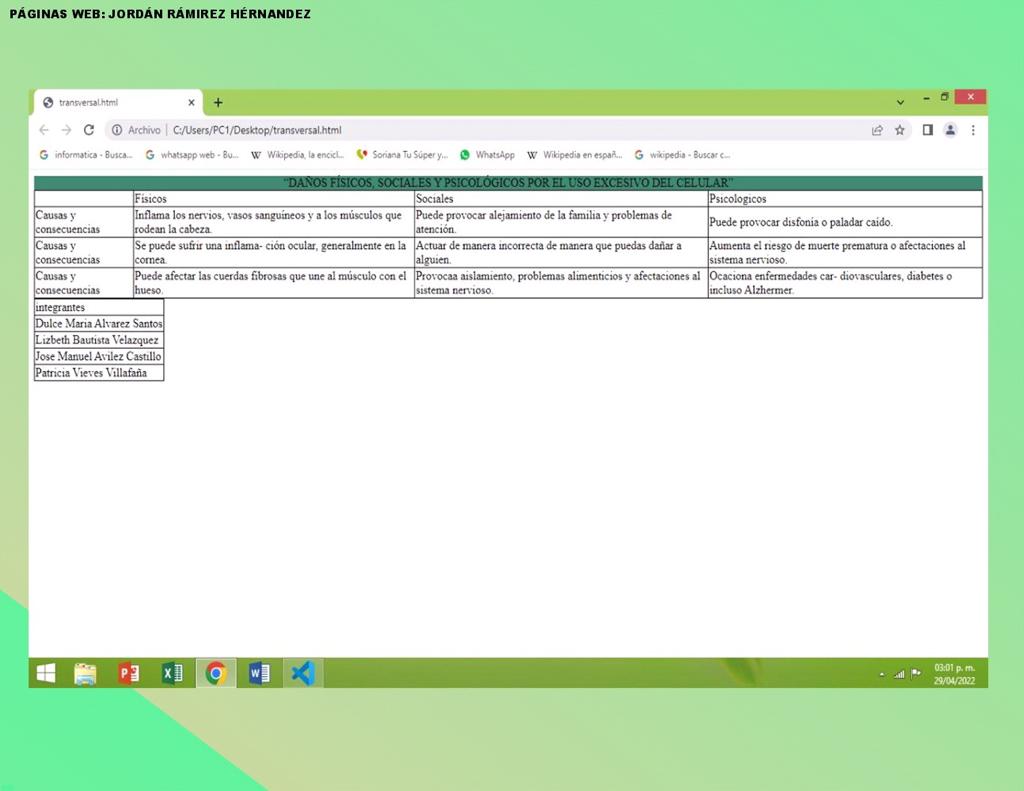 PÁGINAS WEB: JORDÁN RÁMIREZ HÉRNANDEZ
transversal.html
Archivo | C:/Users/PC1/Desktop/transversal.html
informatica - Busca... whatsapp web - Bu... Wikipedia, la encicl... Soriana Tu Súper y... WhatsApp Wikipedia en españ... wikipedia - Buscar c...
"DAÑOS FÍSICOS, SOCIALES Y PSICOLÓGICOS POR EL USO EXCESIVO DEL CELULAR"
Físicos Sociales Psicologicos
Causas y consecuencias Inflama los nervios, vasos sanguíneos y a los músculos que rodean la cabeza. Puede provocar alejamiento de la familia y problemas de atención. Puede provocar disfonía o paladar caído.
Causas y consecuencias Se puede sufrir una inflama- ción ocular, generalmente en la cornea. Actuar de manera incorrecta de manera que puedas dañar a alguien. Aumenta el riesgo de muerte prematura o afectaciones al sistema nervioso.
Causas y consecuencias Puede afectar las cuerdas fibrosas que une al músculo con el hueso. Provocaa aislamiento, problemas alimenticios y afectaciones al sistema nervioso. Ocaciona enfermedades car- diovasculares, diabetes o incluso Alzhermer.
integrantes
Dulce Maria Alvarez Santos
Lizbeth Bautista Velazquez
Jose Manuel Avilez Castillo
Patricia Vieves Villafaña
03:01 p. m.
29/04/2022